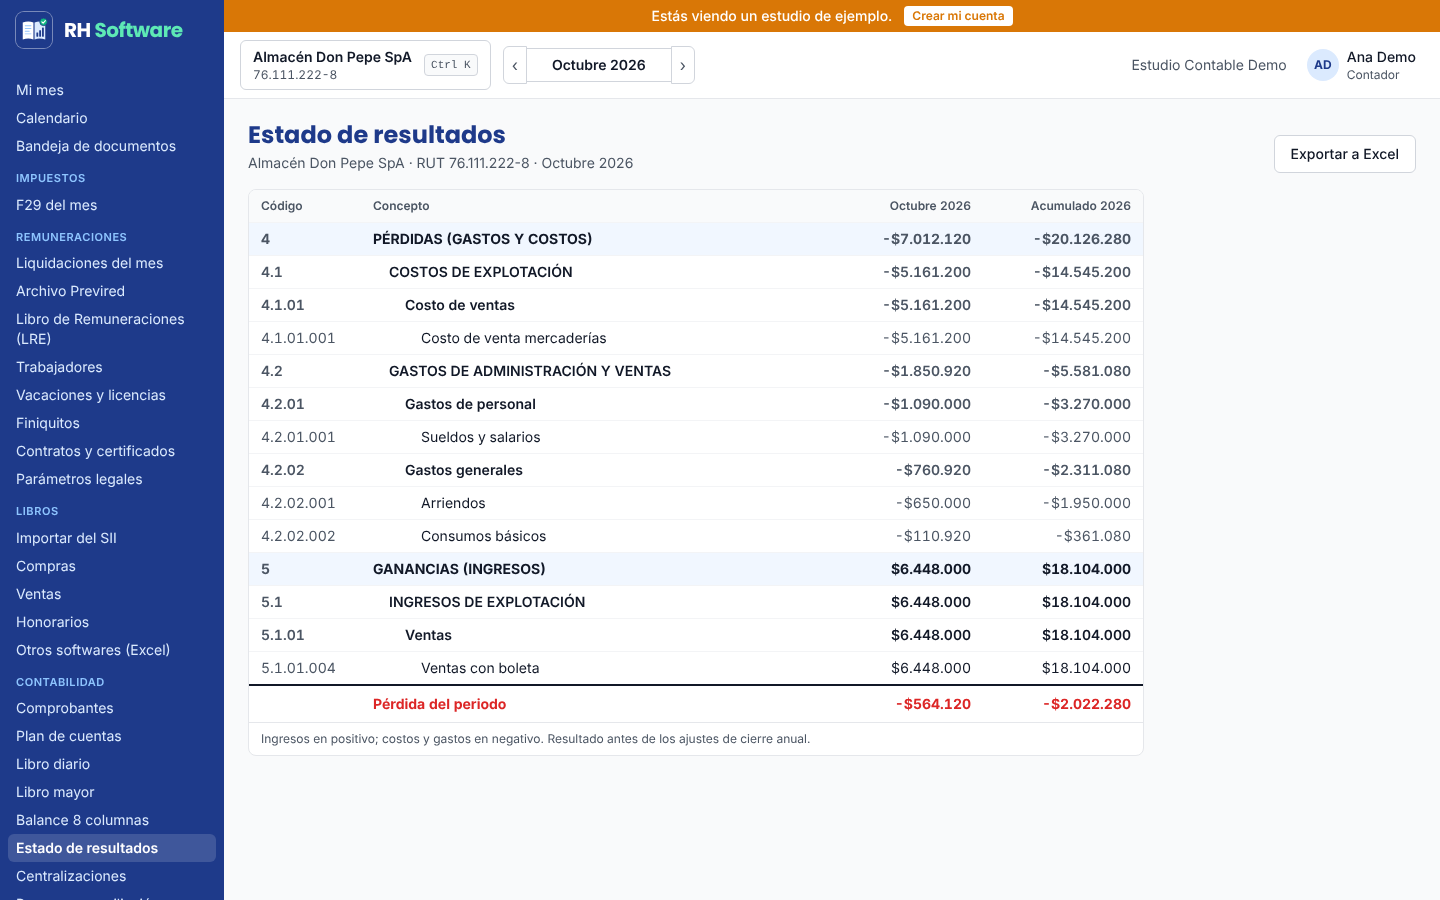 RH Software
Mi mes
Calendario
Bandeja de documentos
IMPUESTOS
F29 del mes
REMUNERACIONES
Liquidaciones del mes
Archivo Previred
Libro de Remuneraciones
(LRE)
Trabajadores
Vacaciones y licencias
Finiquitos
Contratos y certificados
Parámetros legales
LIBROS
Importar del SII
Compras
Ventas
Honorarios
Otros softwares (Excel)
CONTABILIDAD
Comprobantes
Plan de cuentas
Libro diario
Libro mayor
Balance 8 columnas
Estado de resultados
Centralizaciones
Estás viendo un estudio de ejemplo. Crear mi cuenta
Almacén Don Pepe SpA
76.111.222-8
Ctrl K
‹ Octubre 2026 ›
Estudio Contable Demo
AD
Ana Demo
Contador
Estado de resultados
Almacén Don Pepe SpA · RUT 76.111.222-8 · Octubre 2026
Exportar a Excel
Código Concepto Octubre 2026 Acumulado 2026
4 PÉRDIDAS (GASTOS Y COSTOS) -$7.012.120 -$20.126.280
4.1 COSTOS DE EXPLOTACIÓN -$5.161.200 -$14.545.200
4.1.01 Costo de ventas -$5.161.200 -$14.545.200
4.1.01.001 Costo de venta mercaderías -$5.161.200 -$14.545.200
4.2 GASTOS DE ADMINISTRACIÓN Y VENTAS -$1.850.920 -$5.581.080
4.2.01 Gastos de personal -$1.090.000 -$3.270.000
4.2.01.001 Sueldos y salarios -$1.090.000 -$3.270.000
4.2.02 Gastos generales -$760.920 -$2.311.080
4.2.02.001 Arriendos -$650.000 -$1.950.000
4.2.02.002 Consumos básicos -$110.920 -$361.080
5 GANANCIAS (INGRESOS) $6.448.000 $18.104.000
5.1 INGRESOS DE EXPLOTACIÓN $6.448.000 $18.104.000
5.1.01 Ventas $6.448.000 $18.104.000
5.1.01.004 Ventas con boleta $6.448.000 $18.104.000
Pérdida del periodo -$564.120 -$2.022.280
Ingresos en positivo; costos y gastos en negativo. Resultado antes de los ajustes de cierre anual.